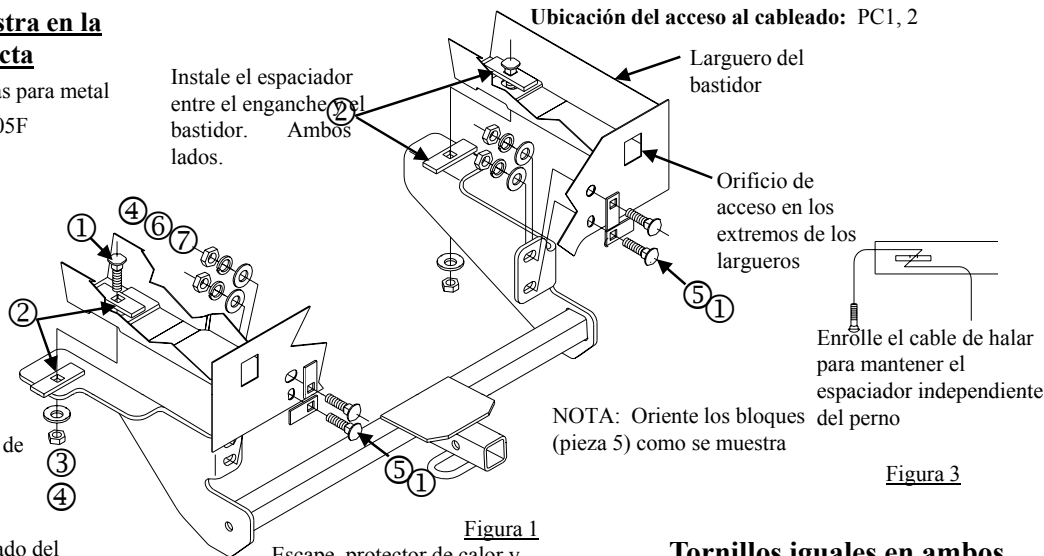 stra en la
cta
as para metal
05F
Ubicación del acceso al cableado: PC1, 2
Instale el espaciador
entre el enganche y el
bastidor. Ambos
lados.
②
Larguero del
bastidor
Orificio de
acceso en los
extremos de los
largueros
⑤①
①
④⑥⑦
②
③
④
⑤①
de
NOTA: Oriente los bloques
(pieza 5) como se muestra
Enrolle el cable de halar
para mantener el
espaciador independiente
del perno
Figura 3
Figura 1
ado del
Escape, protector de calor y
Tornillos iguales en ambos